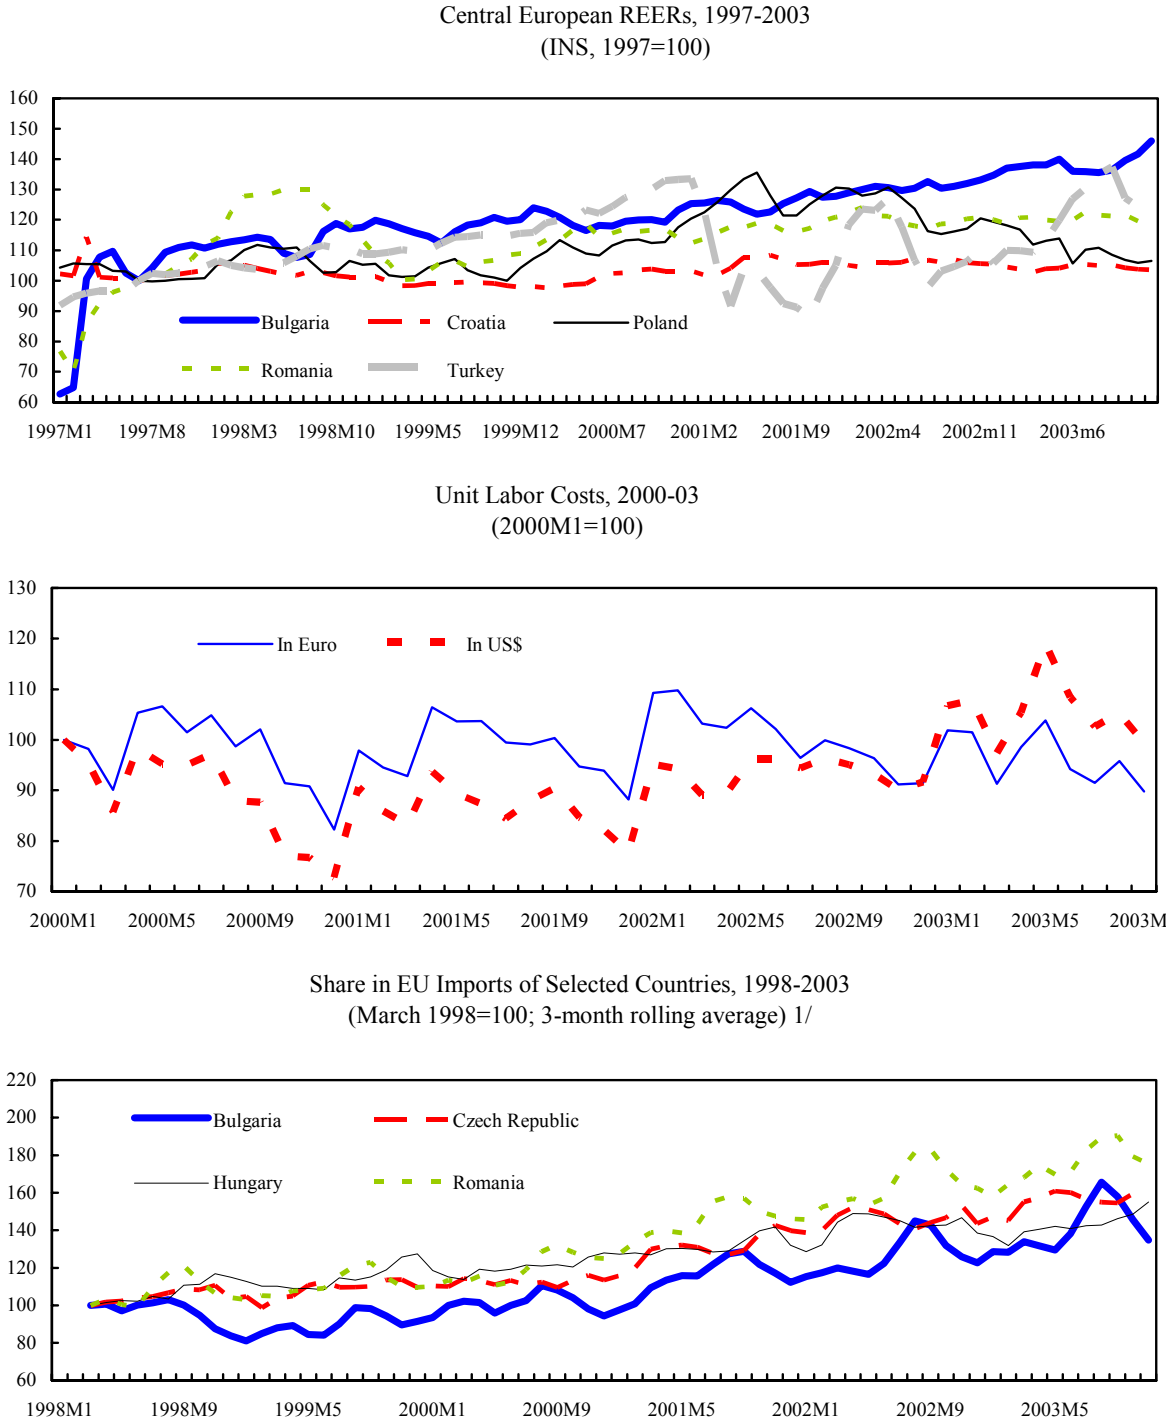 Central European REERs, 1997-2003
(INS, 1997=100)
160
150
140
130
120
110
100
90
80
70
60
Bulgaria Croatia Poland
Romania Turkey
1997M1 1997M8 1998M3 1998M10 1999M5 1999M12 2000M7 2001M2 2001M9 2002m4 2002m11 2003m6
Unit Labor Costs, 2000-03
(2000M1=100)
130
120
110
100
90
80
70
In Euro In US$
2000M1 2000M5 2000M9 2001M1 2001M5 2001M9 2002M1 2002M5 2002M9 2003M1 2003M5 2003M
Share in EU Imports of Selected Countries, 1998-2003
(March 1998=100; 3-month rolling average) 1/
220
200
180
160
140
120
100
80
60
Bulgaria Czech Republic
Hungary Romania
1998M1 1998M9 1999M5 2000M1 2000M9 2001M5 2002M1 2002M9 2003M5